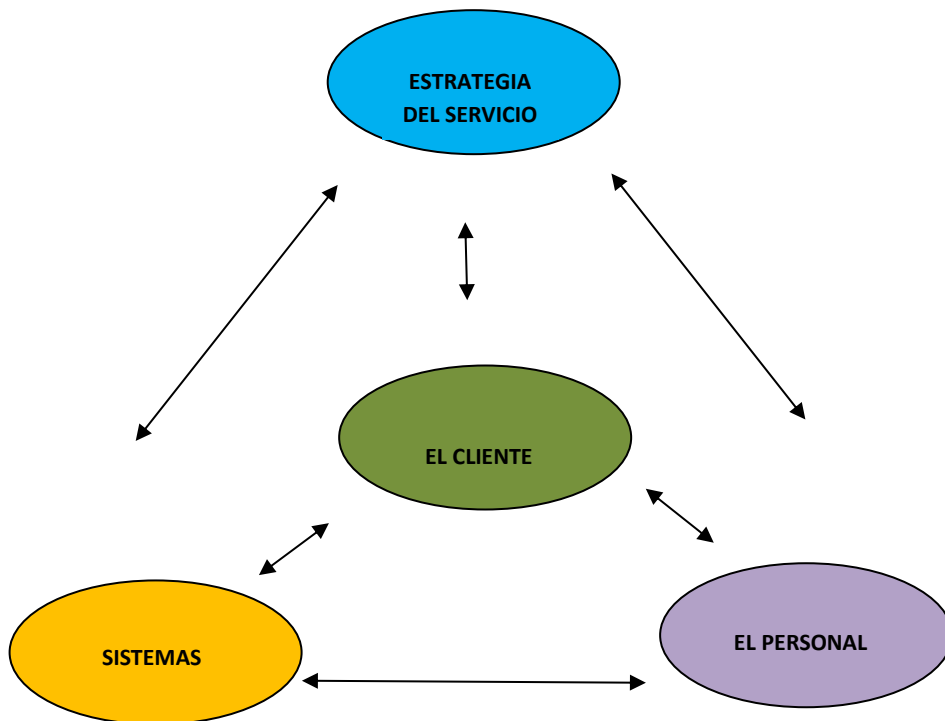 ESTRATEGIA
DEL SERVICIO
EL CLIENTE
SISTEMAS
EL PERSONAL